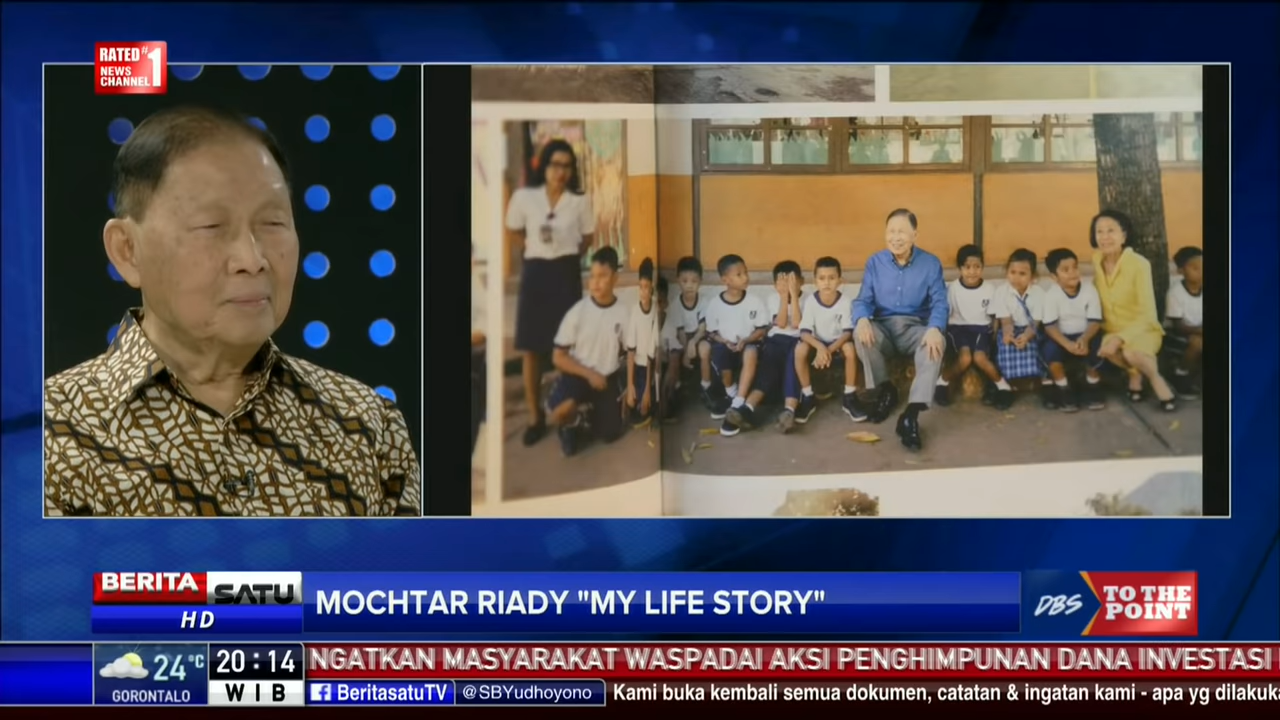 RATED #1
NEWS
CHANNEL
BERITA SATU
HD
MOCHTAR RIADY "MY LIFE STORY"
DBS
TO THE
POINT
24°C
GORONTALO
20:14
WIB
NGATKAN MASYARAKAT WASPADAI AKSI PENGHIMPUNAN DANA INVESTASI
BeritasatuTV
@SBYudhoyono
Kami buka kembali semua dokumen, catatan & ingatan kami - apa yg dilakuka